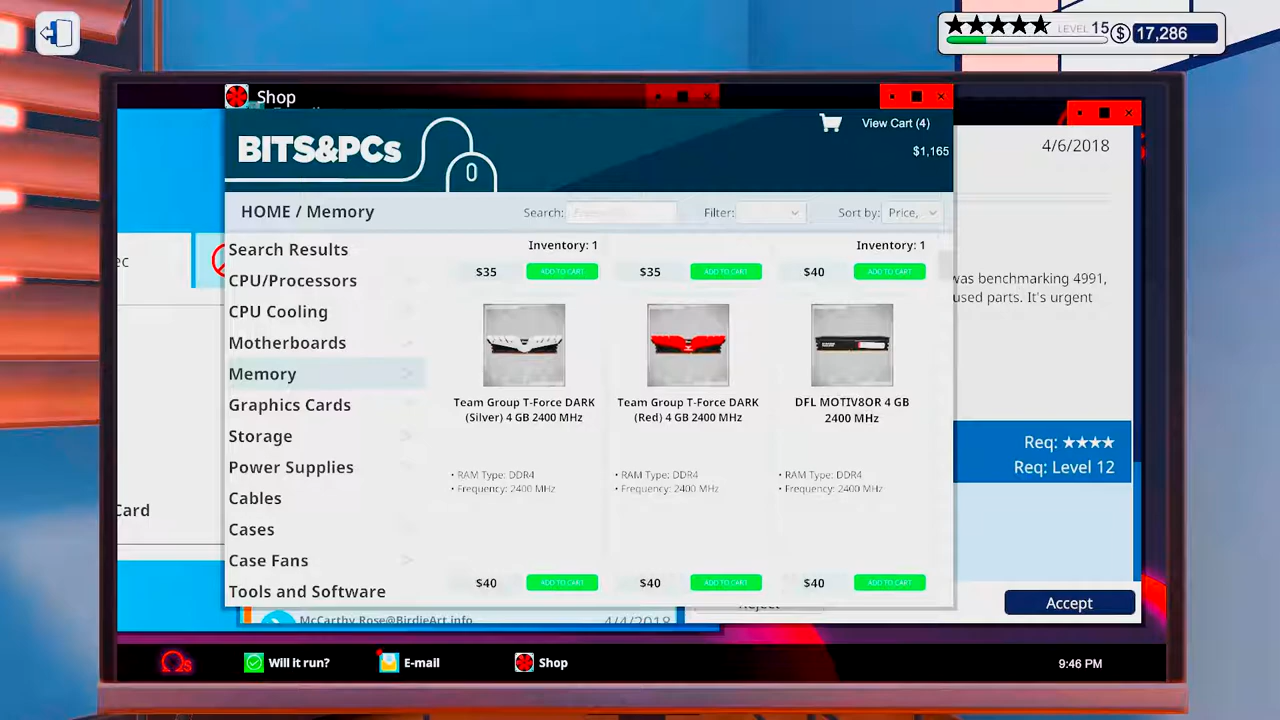 LEVEL 15
$ 17,286
Shop
BITS&PCs
View Cart (4)
$1,165
4/6/2018
HOME / Memory
Search:
Filter:
Sort by: Price,
Search Results
CPU/Processors
CPU Cooling
Motherboards
Memory
Graphics Cards
Storage
Power Supplies
Cables
Cases
Case Fans
Tools and Software
Inventory: 1
Inventory: 1
$35 ADD TO CART
$35 ADD TO CART
$40 ADD TO CART
Team Group T-Force DARK
(Silver) 4 GB 2400 MHz
• RAM Type: DDR4
• Frequency: 2400 MHz
$40 ADD TO CART
Team Group T-Force DARK
(Red) 4 GB 2400 MHz
• RAM Type: DDR4
• Frequency: 2400 MHz
$40 ADD TO CART
DFL MOTIV8OR 4 GB
2400 MHz
• RAM Type: DDR4
• Frequency: 2400 MHz
$40 ADD TO CART
ec
Card
was benchmarking 4991,
used parts. It's urgent
Req: ★★★★
Req: Level 12
Reject
Accept
McCarthy.Rose@BirdieArt.info
4/4/2018
Will it run?
E-mail
Shop
9:46 PM